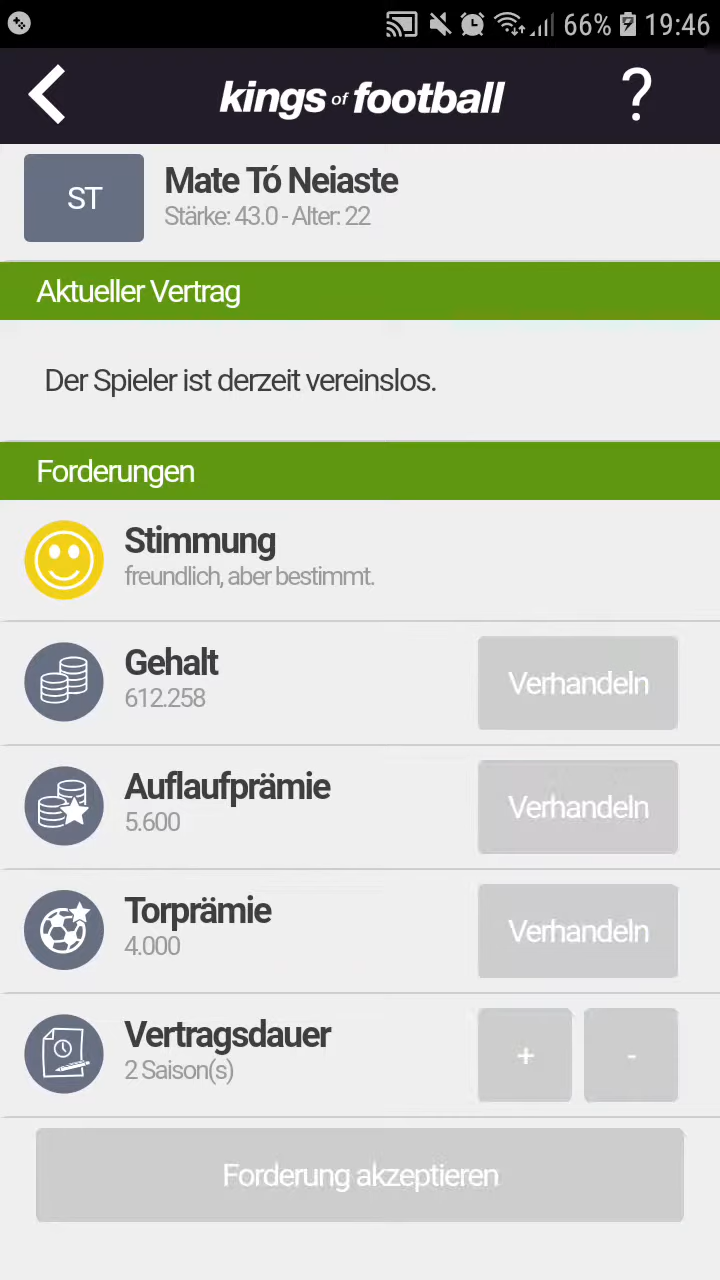 66% 19:46
kings of football ?
ST
Mate Tó Neiaste
Stärke: 43.0 - Alter: 22
Aktueller Vertrag
Der Spieler ist derzeit vereinslos.
Forderungen
Stimmung
freundlich, aber bestimmt.
Gehalt
612.258
Verhandeln
Auflaufprämie
5.600
Verhandeln
Torprämie
4.000
Verhandeln
Vertragsdauer
2 Saison(s)
+ -
Forderung akzeptieren